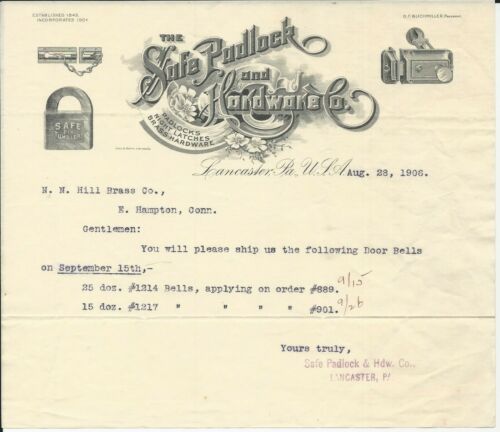 ESTABLISHED 1843.
INCORPORATED 1901.
THE
Safe Padlock
and
Hardware Co.
PADLOCKS
NIGHT LATCHES
BRASS HARDWARE
SAFE
Lancaster, Pa., U.S.A. Aug. 28, 1906.
N. N. Hill Brass Co.,
E. Hampton, Conn.
Gentlemen:
You will please ship us the following Door Bells
on September 15th,-
25 doz. #1214 Bells, applying on order #889. 9/15
15 doz. #1217 " " " " #901. 9/26
Yours truly,
Safe Padlock & Hdw. Co.,
LANCASTER, PA